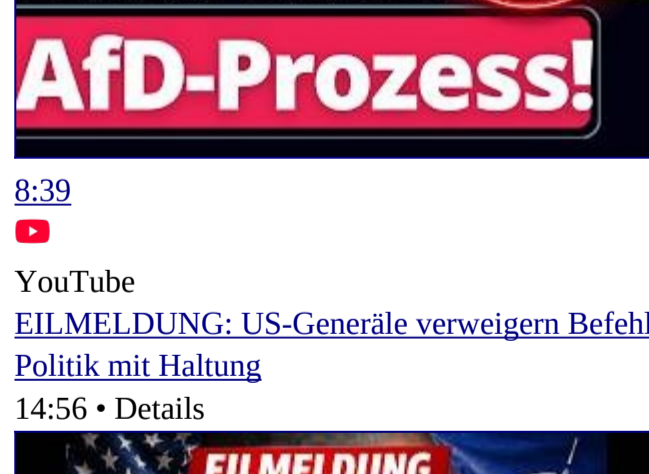 AfD-Prozess!
8:39
YouTube
EILMELDUNG: US-Generäle verweigern Befehl
Politik mit Haltung
14:56 • Details
EILMELDUNG